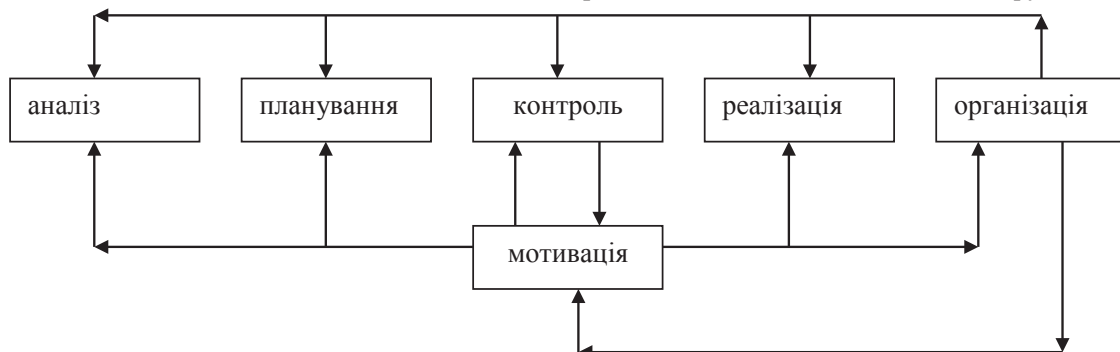 аналіз
планування
контроль
реалізація
організація
мотивація